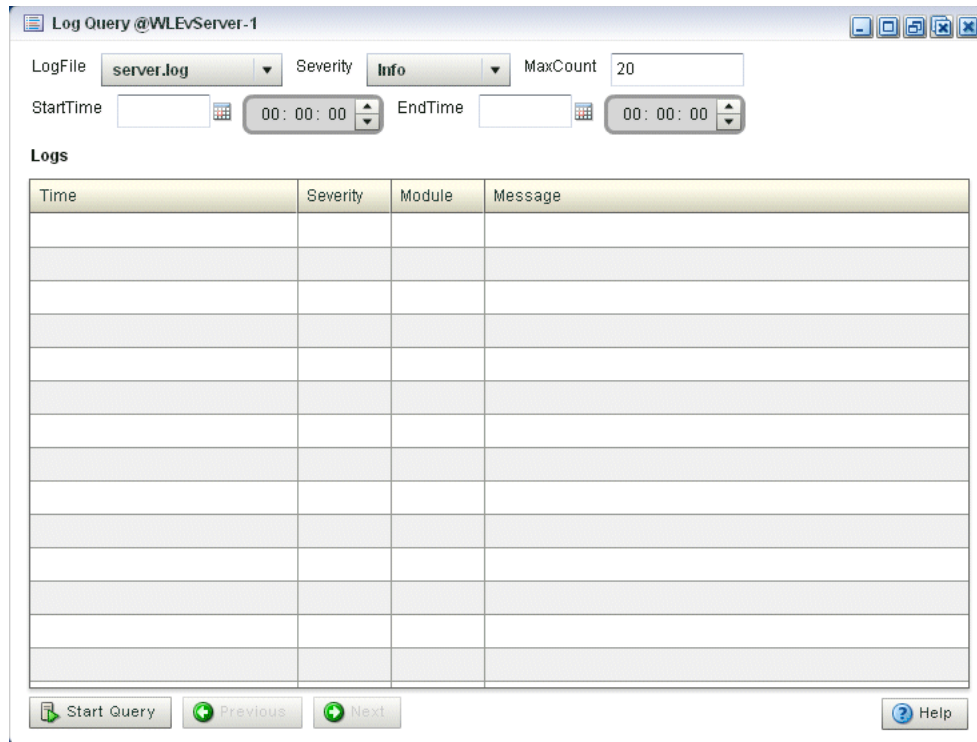 Log Query @WLEvServer-1
LogFile server.log Severity Info MaxCount 20
StartTime 00: 00: 00 EndTime 00: 00: 00
Logs
Time Severity Module Message
Start Query Previous Next Help